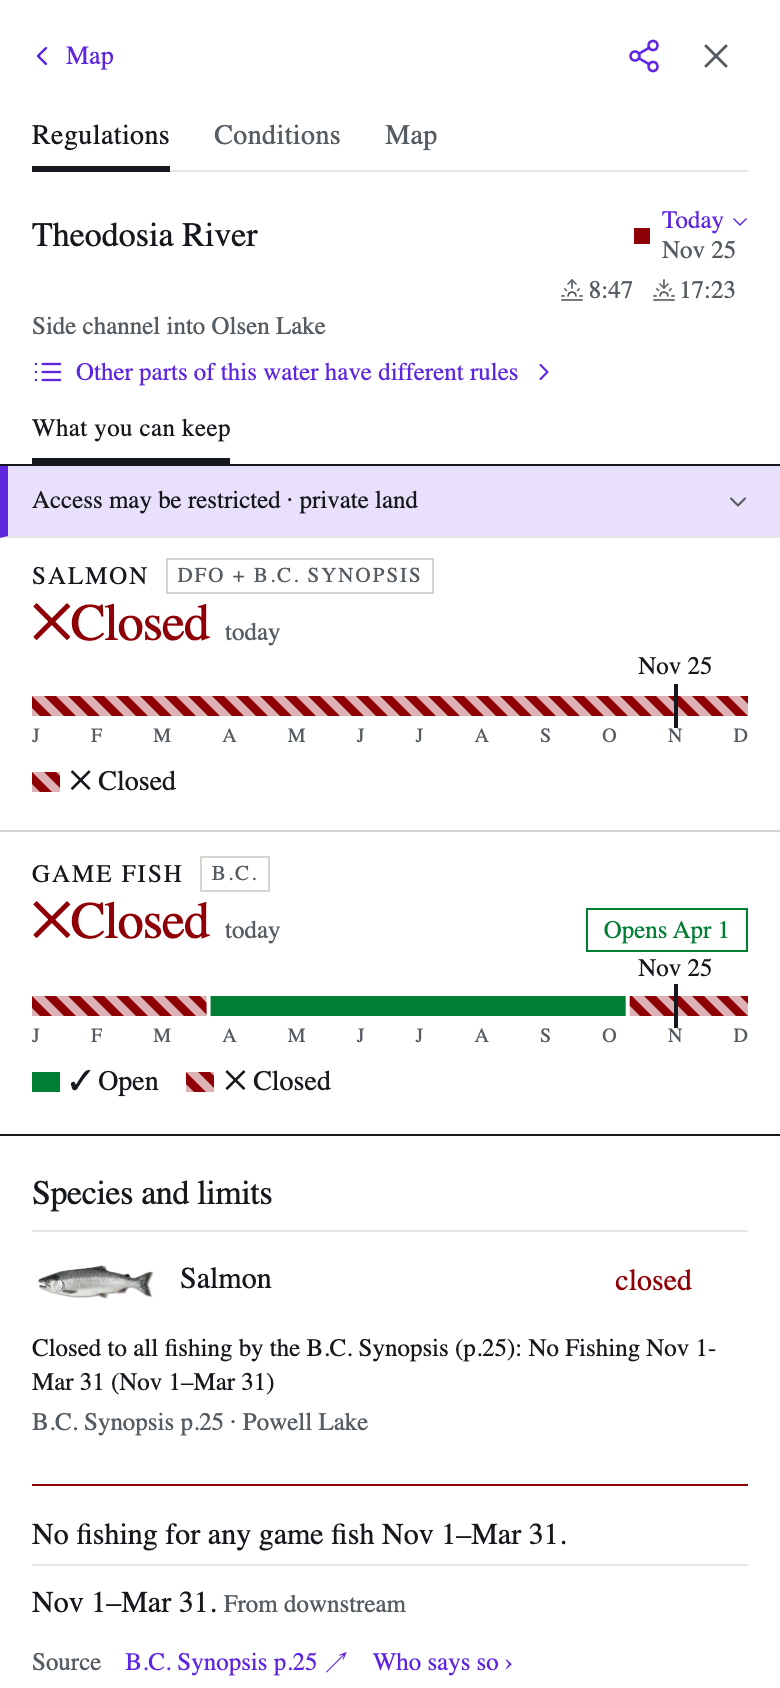 Map
Regulations Conditions Map
Theodosia River
Today
Nov 25
8:47 17:23
Side channel into Olsen Lake
Other parts of this water have different rules
What you can keep
Access may be restricted · private land
SALMON DFO + B.C. SYNOPSIS
Closed today
Nov 25
J F M A M J J A S O N D
Closed
GAME FISH B.C.
Closed today
Opens Apr 1
Nov 25
J F M A M J J A S O N D
✓ Open Closed
Species and limits
Salmon closed
Closed to all fishing by the B.C. Synopsis (p.25): No Fishing Nov 1-
Mar 31 (Nov 1–Mar 31)
B.C. Synopsis p.25 · Powell Lake
No fishing for any game fish Nov 1–Mar 31.
Nov 1–Mar 31. From downstream
Source B.C. Synopsis p.25 Who says so ›